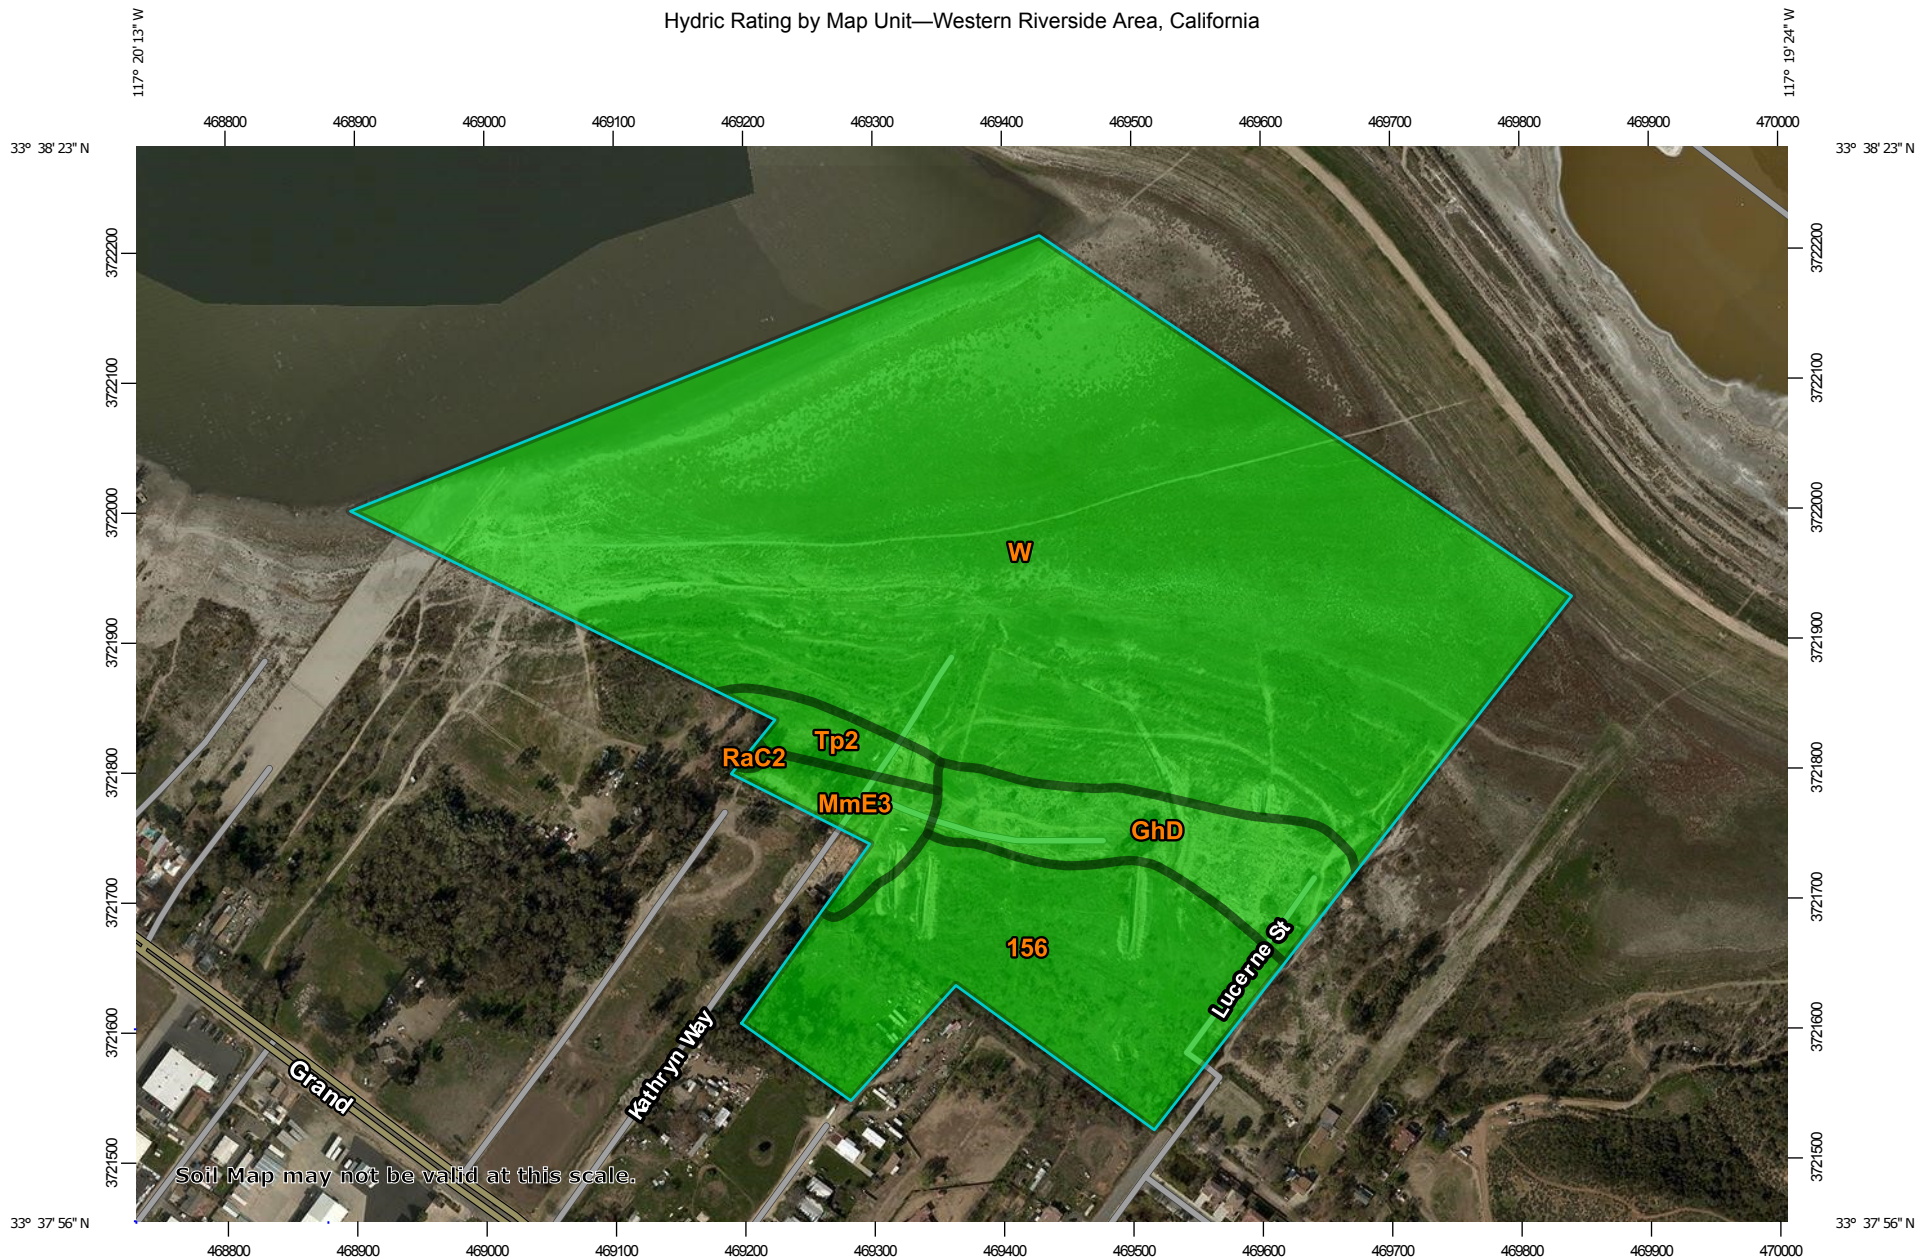 Hydric Rating by Map Unit—Western Riverside Area, California
117° 20' 13" W
117° 19' 24" W
468800 468900 469000 469100 469200 469300 469400 469500 469600 469700 469800 469900 470000
33° 38' 23" N
33° 38' 23" N
3722200
3722200
3722100
3722100
3722000
3722000
W
3721900
3721900
Tp2
RaC2
3721800
3721800
MmE3
GhD
3721700
3721700
156
Lucerne St
3721600
3721600
Kathryn Way
Grand
3721500
3721500
Soil Map may not be valid at this scale.
33° 37' 56" N
33° 37' 56" N
468800 468900 469000 469100 469200 469300 469400 469500 469600 469700 469800 469900 470000